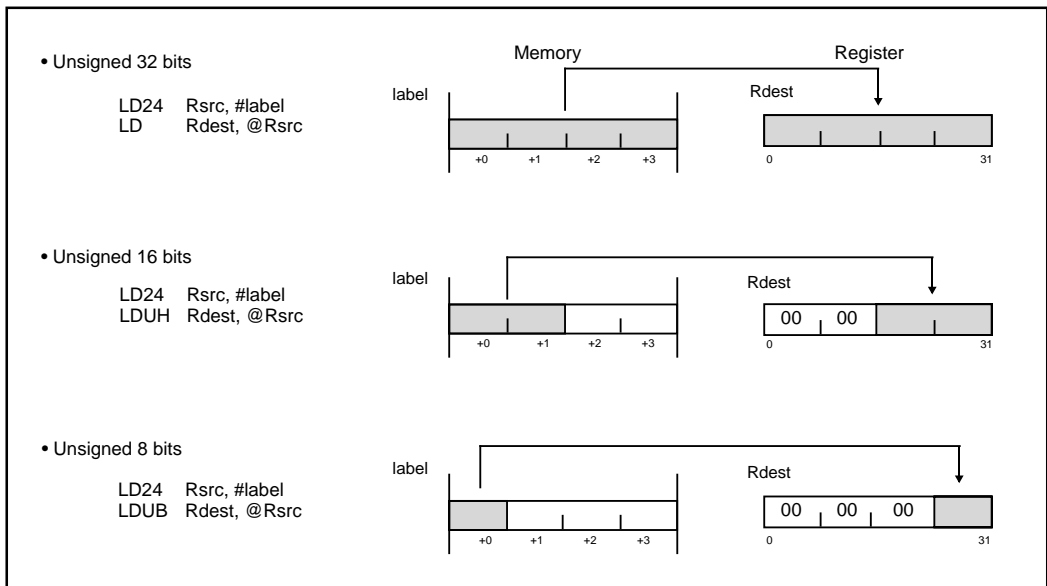 • Unsigned 32 bits
Memory Register
LD24 Rsrc, #label
LD Rdest, @Rsrc
label
Rdest
+0 +1 +2 +3
0 31
• Unsigned 16 bits
LD24 Rsrc, #label
LDUH Rdest, @Rsrc
label
Rdest
00 00
+0 +1 +2 +3
0 31
• Unsigned 8 bits
LD24 Rsrc, #label
LDUB Rdest, @Rsrc
label
Rdest
00 00 00
+0 +1 +2 +3
0 31